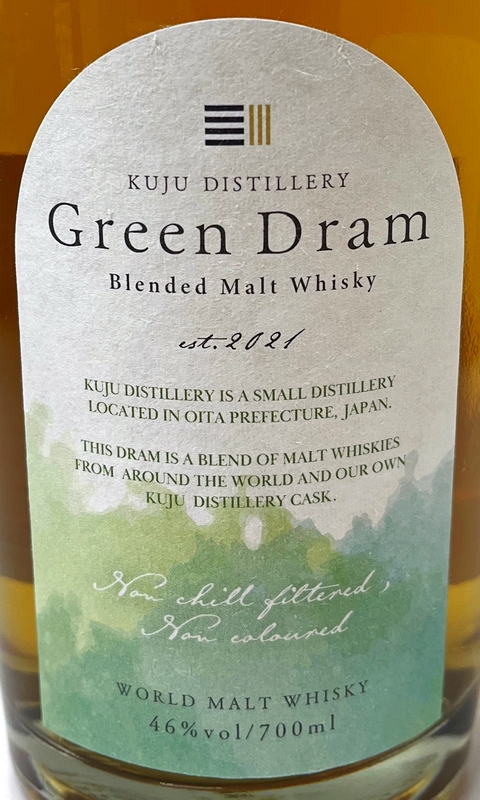 KUJU DISTILLERY
Green Dram
Blended Malt Whisky
est.2021
KUJU DISTILLERY IS A SMALL DISTILLERY
LOCATED IN OITA PREFECTURE, JAPAN.
THIS DRAM IS A BLEND OF MALT WHISKIES
FROM AROUND THE WORLD AND OUR OWN
KUJU DISTILLERY CASK.
Non chill filtered,
Non coloured
WORLD MALT WHISKY
46%vol/700ml